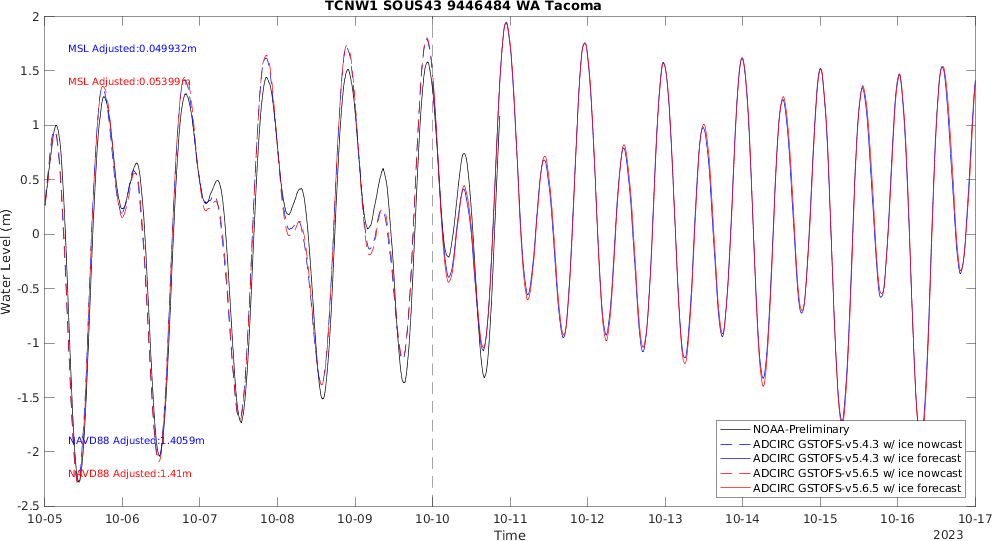 TCNW1 SOUS43 9446484 WA Tacoma
2
1.5
1
0.5
0
-0.5
-1
-1.5
-2
-2.5
Water Level (m)
MSL Adjusted:0.049932m
MSL Adjusted:0.05399m
NAVD88 Adjusted:1.4059m
NAVD88 Adjusted:1.41m
NOAA-Preliminary
ADCIRC GSTOFS-v5.4.3 w/ ice nowcast
ADCIRC GSTOFS-v5.4.3 w/ ice forecast
ADCIRC GSTOFS-v5.6.5 w/ ice nowcast
ADCIRC GSTOFS-v5.6.5 w/ ice forecast
10-05 10-06 10-07 10-08 10-09 10-10 10-11 10-12 10-13 10-14 10-15 10-16 10-17
Time
2023